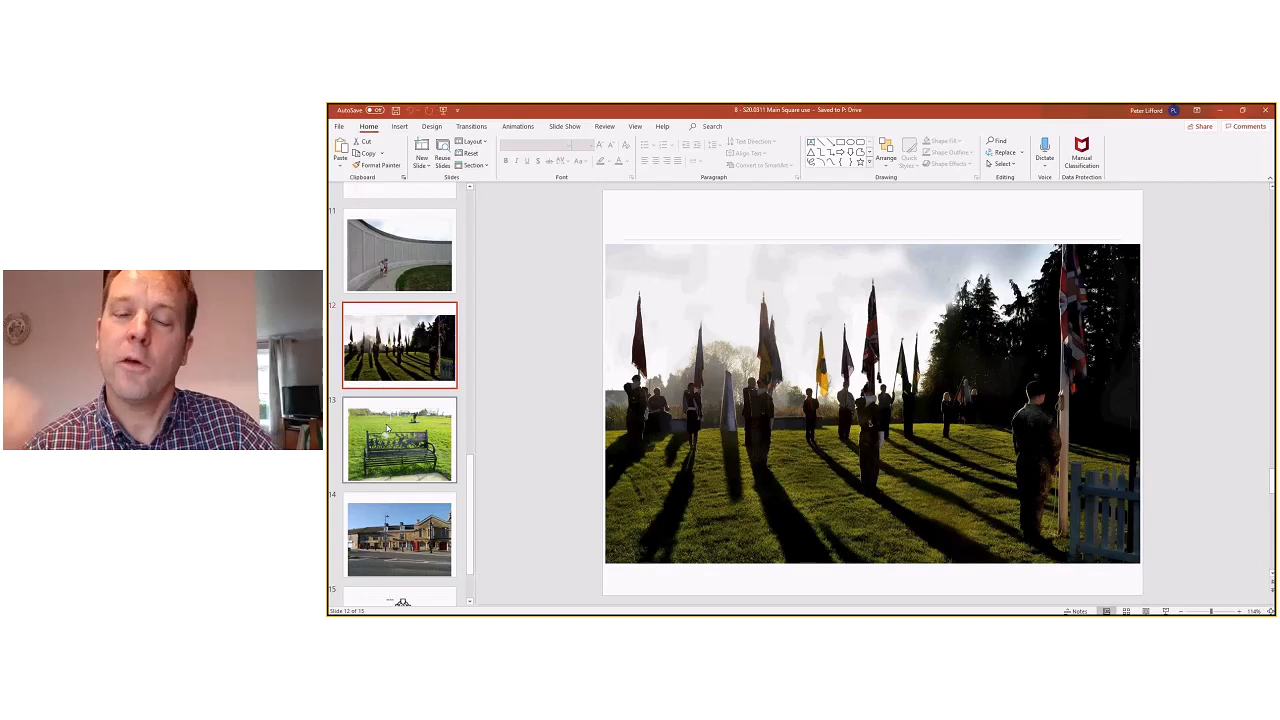 AutoSave Off
8 - S20.0311 Main Square use - Saved to P: Drive
Peter Lifford PL
File Home Insert Design Transitions Animations Slide Show Review View Help Search
Share Comments
Paste
Cut
Copy
Format Painter
Clipboard
New Slide
Reuse Slides
Layout
Reset
Section
Slides
Font
Text Direction
Align Text
Convert to SmartArt
Paragraph
Arrange
Quick Styles
Shape Fill
Shape Outline
Shape Effects
Drawing
Find
Replace
Select
Editing
Dictate
Voice
Manual Classification
Data Protection
11
12
13
14
15
Slide 12 of 15
Notes
114%